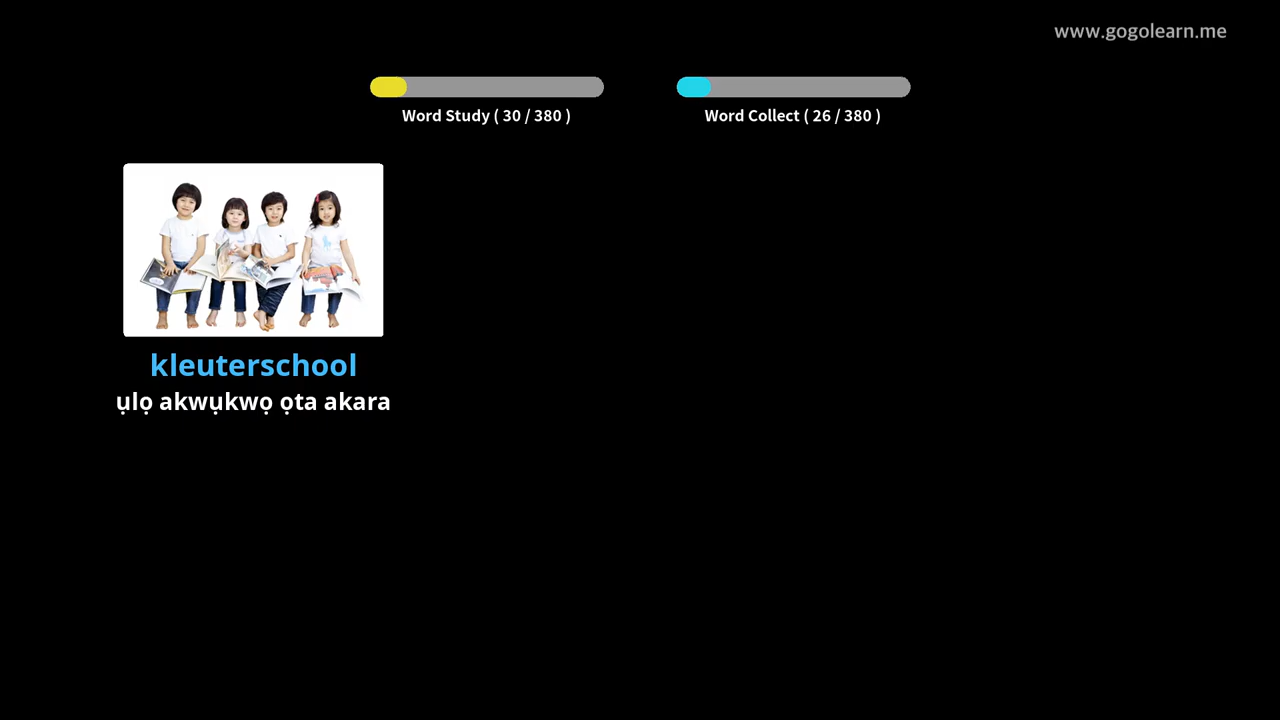 www.gogolearn.me
Word Study ( 30 / 380 )
Word Collect ( 26 / 380 )
kleuterschool
ụlọ akwụkwọ ọta akara